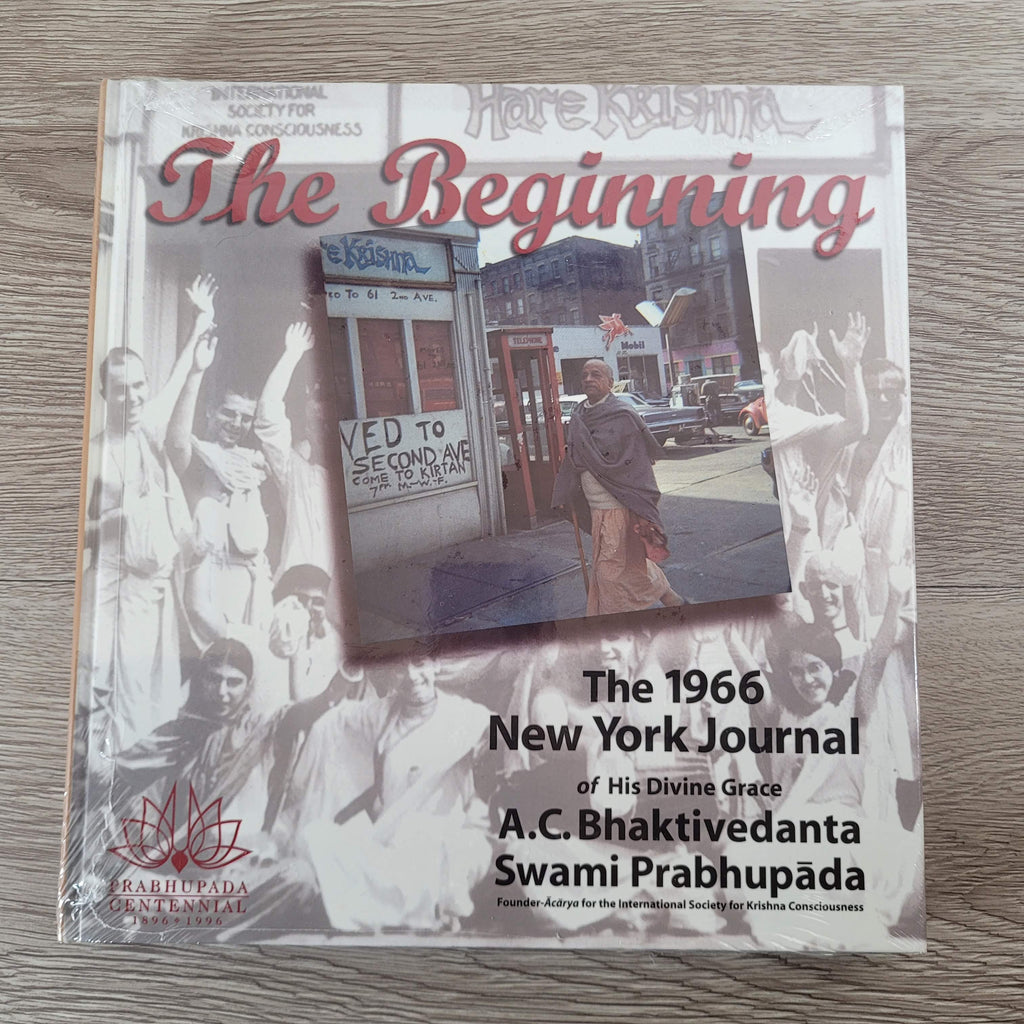 INTERNATIONAL
SOCIETY FOR
KRISHNA CONSCIOUSNESS
Hare Krishna
The Beginning
e Krishna
ED TO 61 2ND AVE.
TELEPHONE
Mobil
VED TO
SECOND AVE
COME TO KIRTAN
7PM. M.-W.-F.
The 1966
New York Journal
of His Divine Grace
A.C. Bhaktivedanta
Swami Prabhupāda
Founder-Ācārya for the International Society for Krishna Consciousness
PRABHUPADA
CENTENNIAL
1896 • 1996